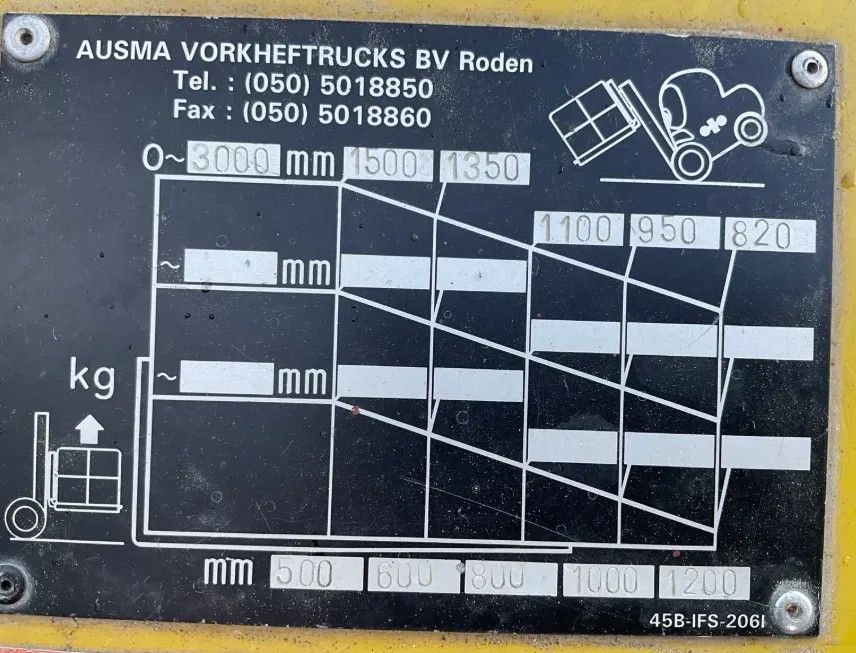 AUSMA VORKHEFTRUCKS BV Roden
Tel. : (050) 5018850
Fax : (050) 5018860
0~ 3000 mm 1500 1350
1100 950 820
~ mm
kg ~ mm
mm 500 600 800 1000 1200
45B-IFS-206I